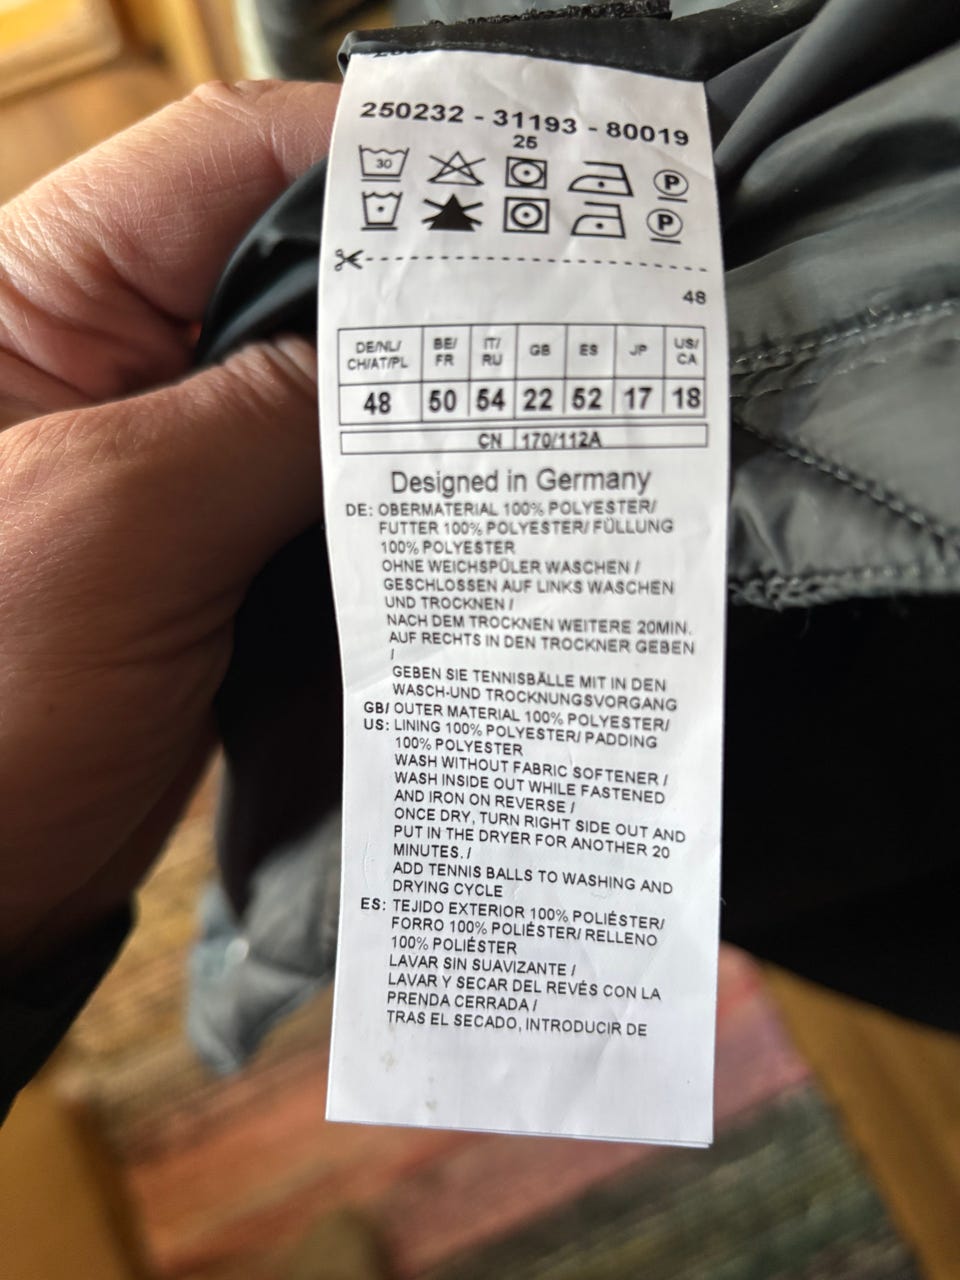 250232 - 31193 - 80019
25
30
P
P
48
DE/NL/ CH/AT/PL BE/ FR IT/ RU GB ES JP US/ CA
48 50 54 22 52 17 18
CN 170/112A
Designed in Germany
DE: OBERMATERIAL 100% POLYESTER/
FUTTER 100% POLYESTER/ FÜLLUNG
100% POLYESTER
OHNE WEICHSPÜLER WASCHEN /
GESCHLOSSEN AUF LINKS WASCHEN
UND TROCKNEN /
NACH DEM TROCKNEN WEITERE 20MIN.
AUF RECHTS IN DEN TROCKNER GEBEN
/
GEBEN SIE TENNISBÄLLE MIT IN DEN
WASCH-UND TROCKNUNGSVORGANG
GB/ OUTER MATERIAL 100% POLYESTER/
US: LINING 100% POLYESTER/ PADDING
100% POLYESTER
WASH WITHOUT FABRIC SOFTENER /
WASH INSIDE OUT WHILE FASTENED
AND IRON ON REVERSE /
ONCE DRY, TURN RIGHT SIDE OUT AND
PUT IN THE DRYER FOR ANOTHER 20
MINUTES. /
ADD TENNIS BALLS TO WASHING AND
DRYING CYCLE
ES: TEJIDO EXTERIOR 100% POLIÉSTER/
FORRO 100% POLIÉSTER/ RELLENO
100% POLIÉSTER
LAVAR SIN SUAVIZANTE /
LAVAR Y SECAR DEL REVÉS CON LA
PRENDA CERRADA /
TRAS EL SECADO, INTRODUCIR DE